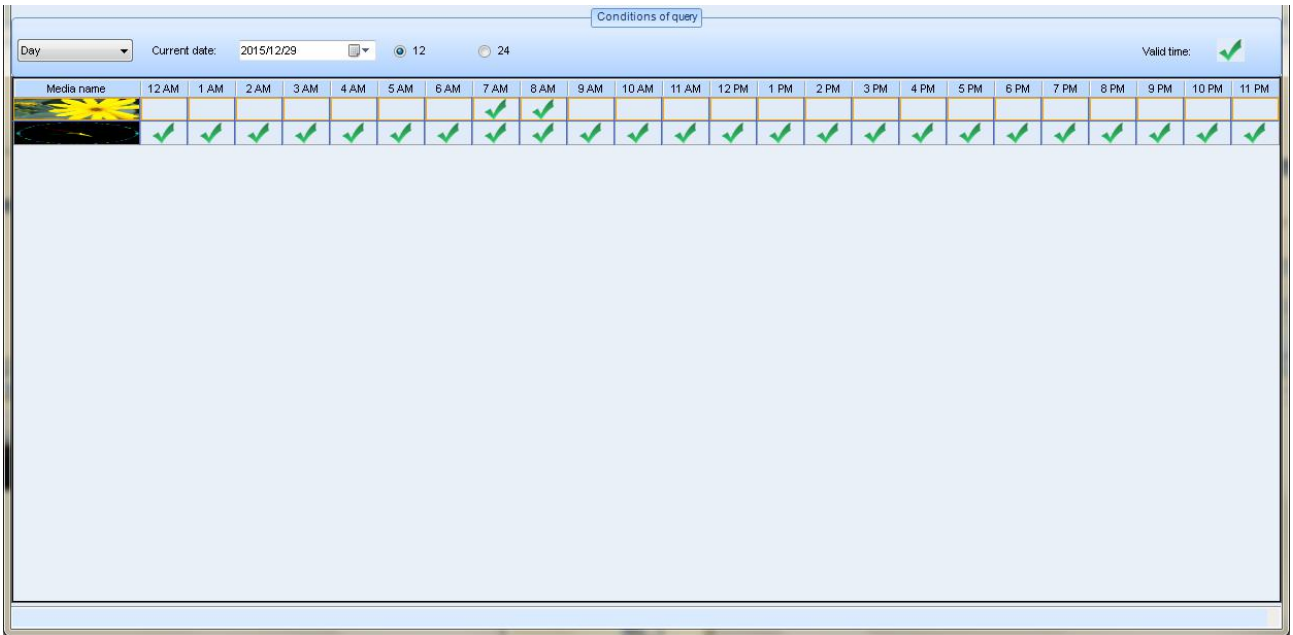 Conditions of query
Day Current date: 2015/12/29 12 24 Valid time:
Media name 12 AM 1 AM 2 AM 3 AM 4 AM 5 AM 6 AM 7 AM 8 AM 9 AM 10 AM 11 AM 12 PM 1 PM 2 PM 3 PM 4 PM 5 PM 6 PM 7 PM 8 PM 9 PM 10 PM 11 PM